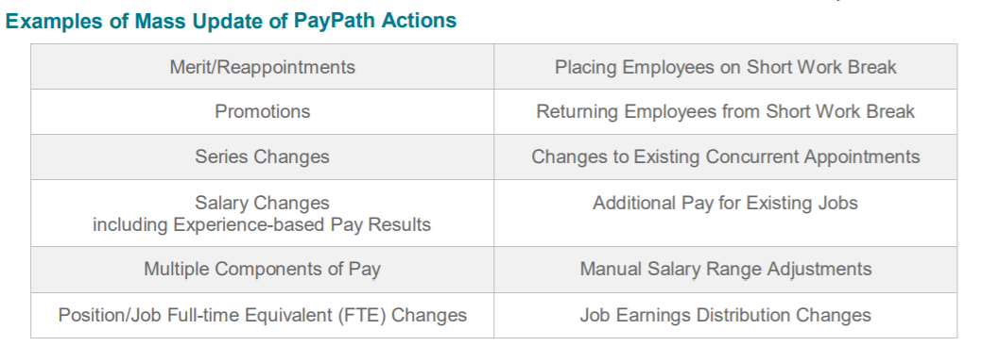 Examples of Mass Update of PayPath Actions
Merit/Reappointments
Placing Employees on Short Work Break
Promotions
Returning Employees from Short Work Break
Series Changes
Changes to Existing Concurrent Appointments
Salary Changes
including Experience-based Pay Results
Additional Pay for Existing Jobs
Multiple Components of Pay
Manual Salary Range Adjustments
Position/Job Full-time Equivalent (FTE) Changes
Job Earnings Distribution Changes